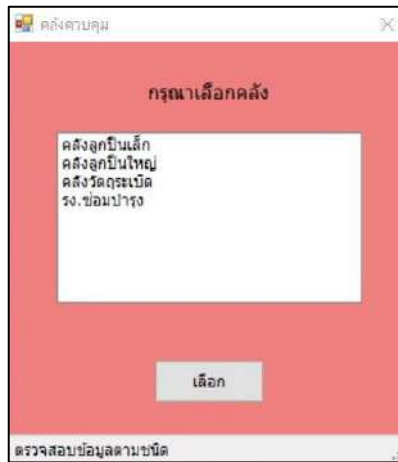 คลังควบคุม
กรุณาเลือกคลัง
คลังลูกปืนเล็ก
คลังลูกปืนใหญ่
คลังวัตถุระเบิด
รง.ซ่อมบำรุง
เลือก
ตรวจสอบข้อมูลตามชนิด